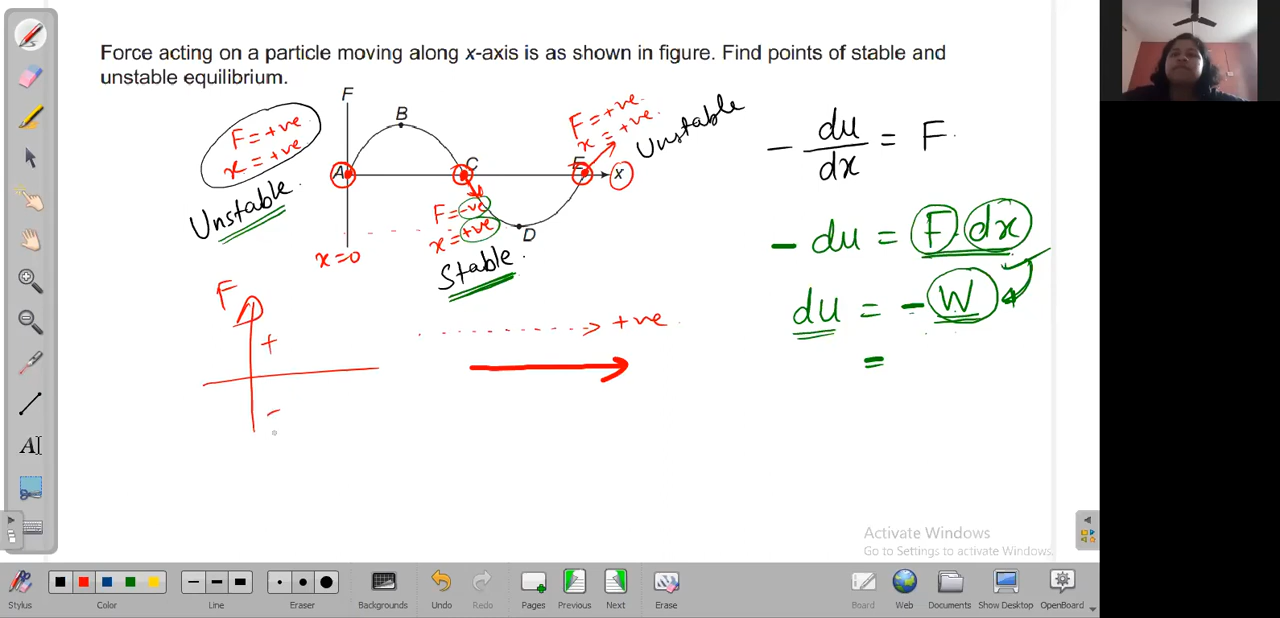 Force acting on a particle moving along x-axis is as shown in figure. Find points of stable and
unstable equilibrium.
F
B
A
C
D
E
x
x=0
F=+ve
x=+ve
Unstable
F=-ve
x=+ve
Stable
F=+ve.
x=+ve.
Unstable
- du/dx = F
- du = F.dx
du = - W
=
F
+
-
+ve
Activate Windows
Go to Settings to activate Windows.
A
Stylus
Color
Line
Eraser
Backgrounds
Undo
Redo
Pages
Previous
Next
Erase
Board
Web
Documents
Show Desktop
OpenBoard